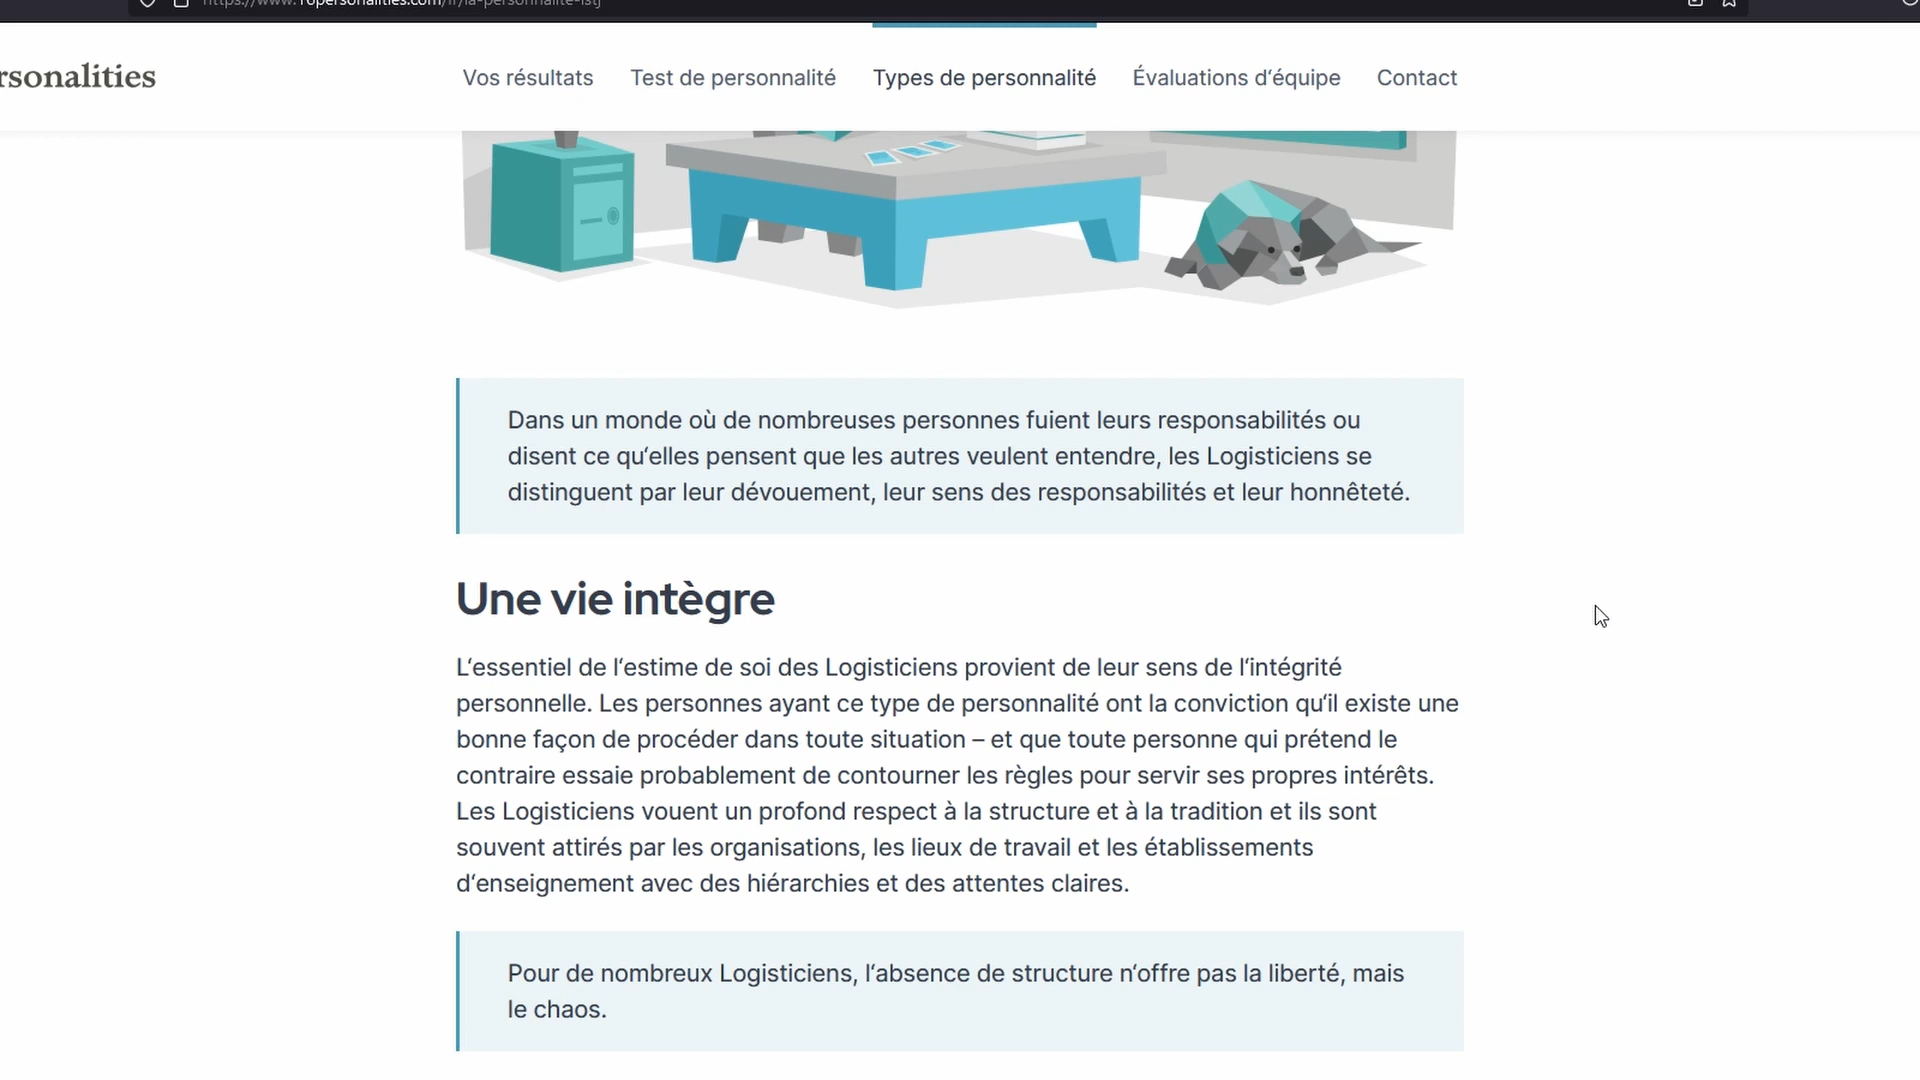 rsonalities
Vos résultats
Test de personnalité
Types de personnalité
Évaluations d‘équipe
Contact
Dans un monde où de nombreuses personnes fuient leurs responsabilités ou
disent ce qu‘elles pensent que les autres veulent entendre, les Logisticiens se
distinguent par leur dévouement, leur sens des responsabilités et leur honnêteté.
Une vie intègre
L‘essentiel de l‘estime de soi des Logisticiens provient de leur sens de l‘intégrité
personnelle. Les personnes ayant ce type de personnalité ont la conviction qu‘il existe une
bonne façon de procéder dans toute situation – et que toute personne qui prétend le
contraire essaie probablement de contourner les règles pour servir ses propres intérêts.
Les Logisticiens vouent un profond respect à la structure et à la tradition et ils sont
souvent attirés par les organisations, les lieux de travail et les établissements
d‘enseignement avec des hiérarchies et des attentes claires.
Pour de nombreux Logisticiens, l‘absence de structure n‘offre pas la liberté, mais
le chaos.